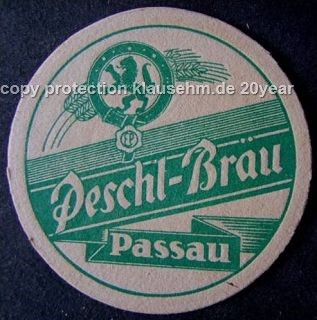 copy protection klausehm.de 20year
Peschl-Bräu
Passau